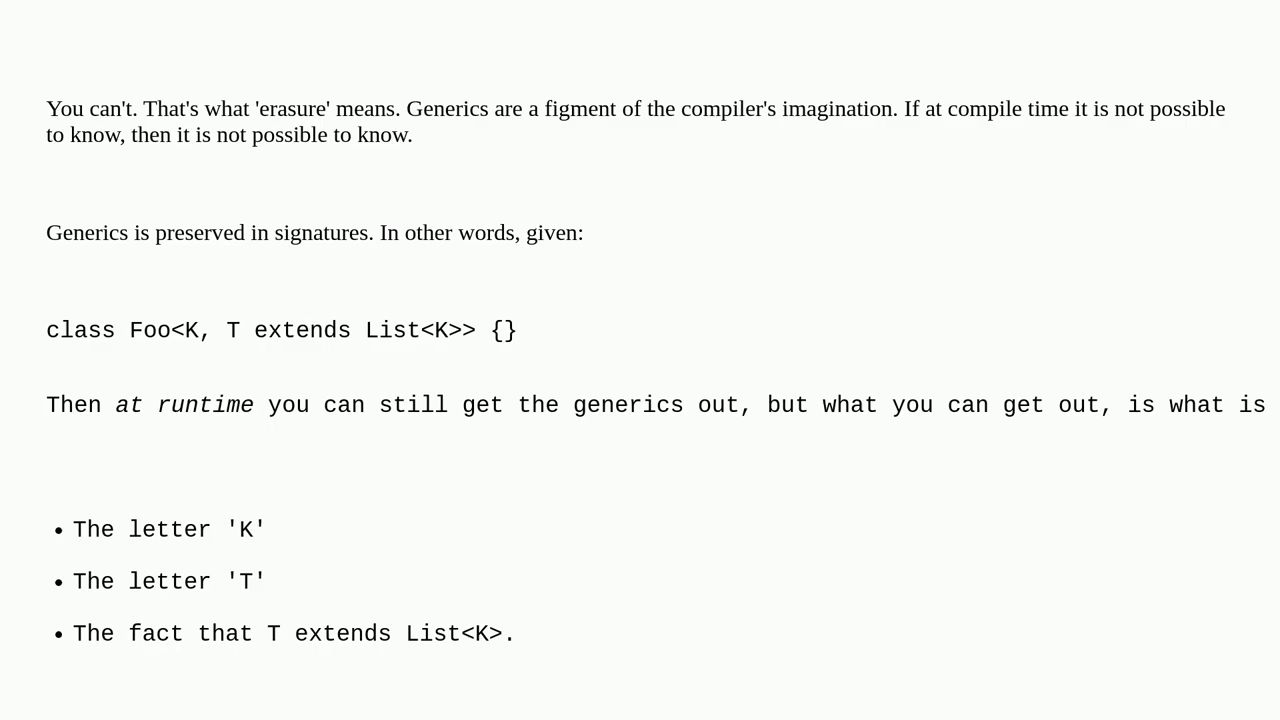 You can't. That's what 'erasure' means. Generics are a figment of the compiler's imagination. If at compile time it is not possible
to know, then it is not possible to know.
Generics is preserved in signatures. In other words, given:
class Foo<K, T extends List<K>> {}
Then at runtime you can still get the generics out, but what you can get out, is what is
• The letter 'K'
• The letter 'T'
• The fact that T extends List<K>.